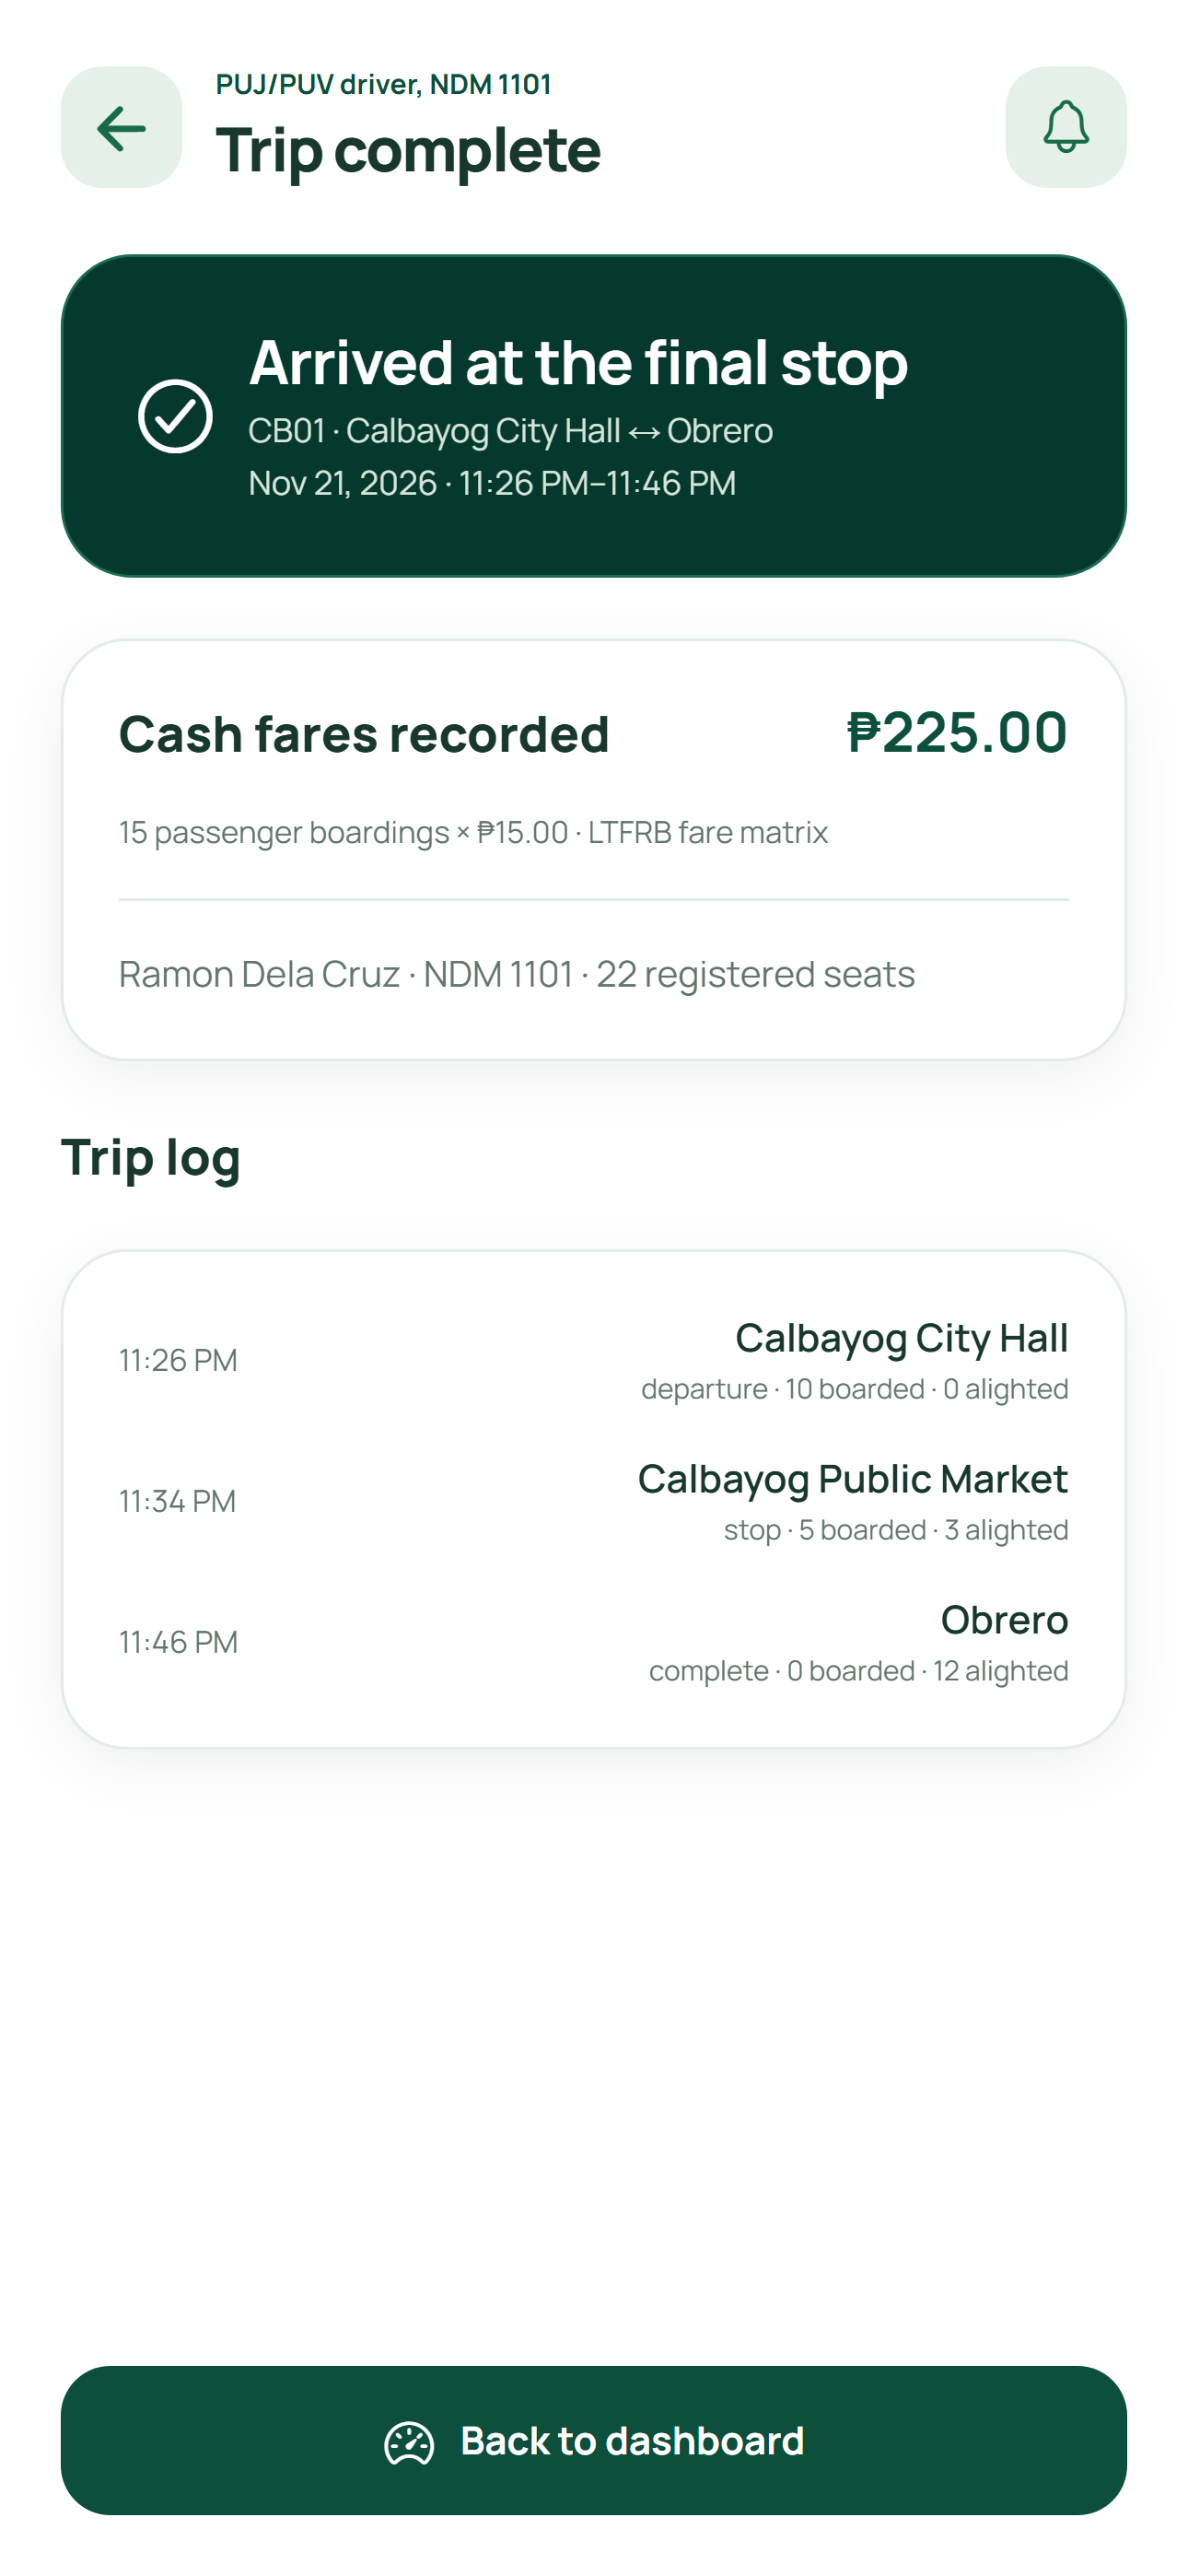 PUJ/PUV driver, NDM 1101
Trip complete
Arrived at the final stop
CB01 · Calbayog City Hall ↔ Obrero
Nov 21, 2026 · 11:26 PM–11:46 PM
Cash fares recorded
₱225.00
15 passenger boardings × ₱15.00 · LTFRB fare matrix
Ramon Dela Cruz · NDM 1101 · 22 registered seats
Trip log
11:26 PM
Calbayog City Hall
departure · 10 boarded · 0 alighted
11:34 PM
Calbayog Public Market
stop · 5 boarded · 3 alighted
11:46 PM
Obrero
complete · 0 boarded · 12 alighted
Back to dashboard